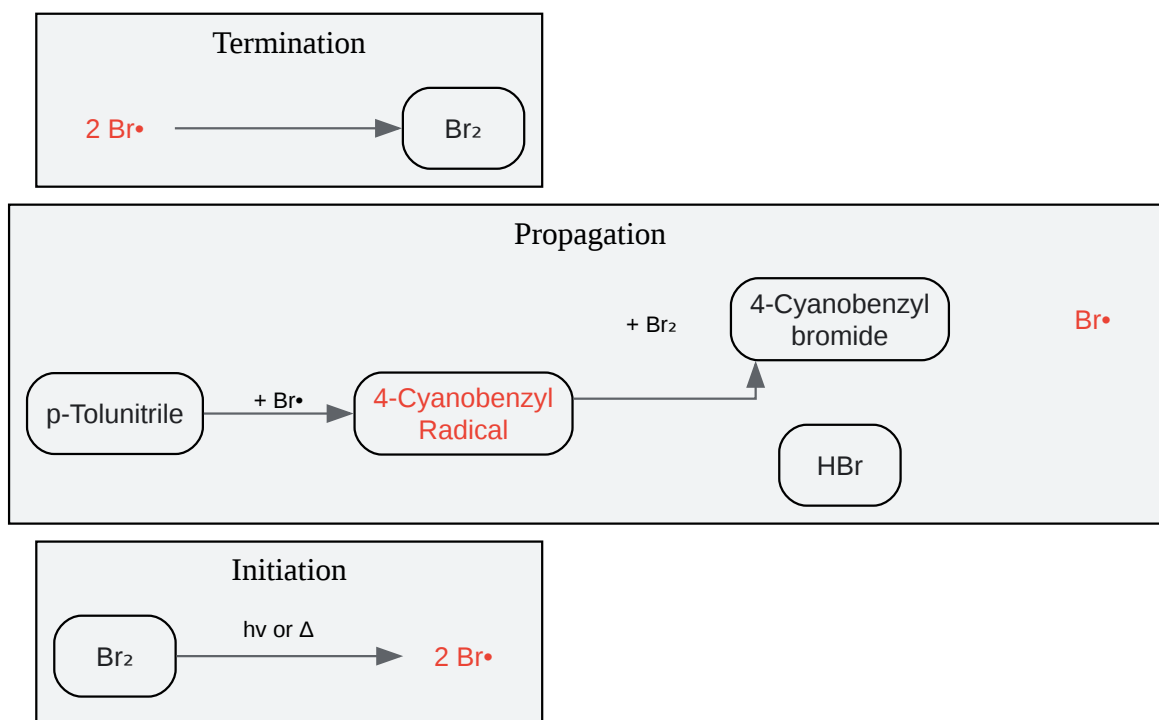 Termination
2 Br•
Br₂
Propagation
p-Tolunitrile
+ Br•
4-Cyanobenzyl
Radical
+ Br₂
4-Cyanobenzyl
bromide
Br•
HBr
Initiation
Br₂
hv or Δ
2 Br•